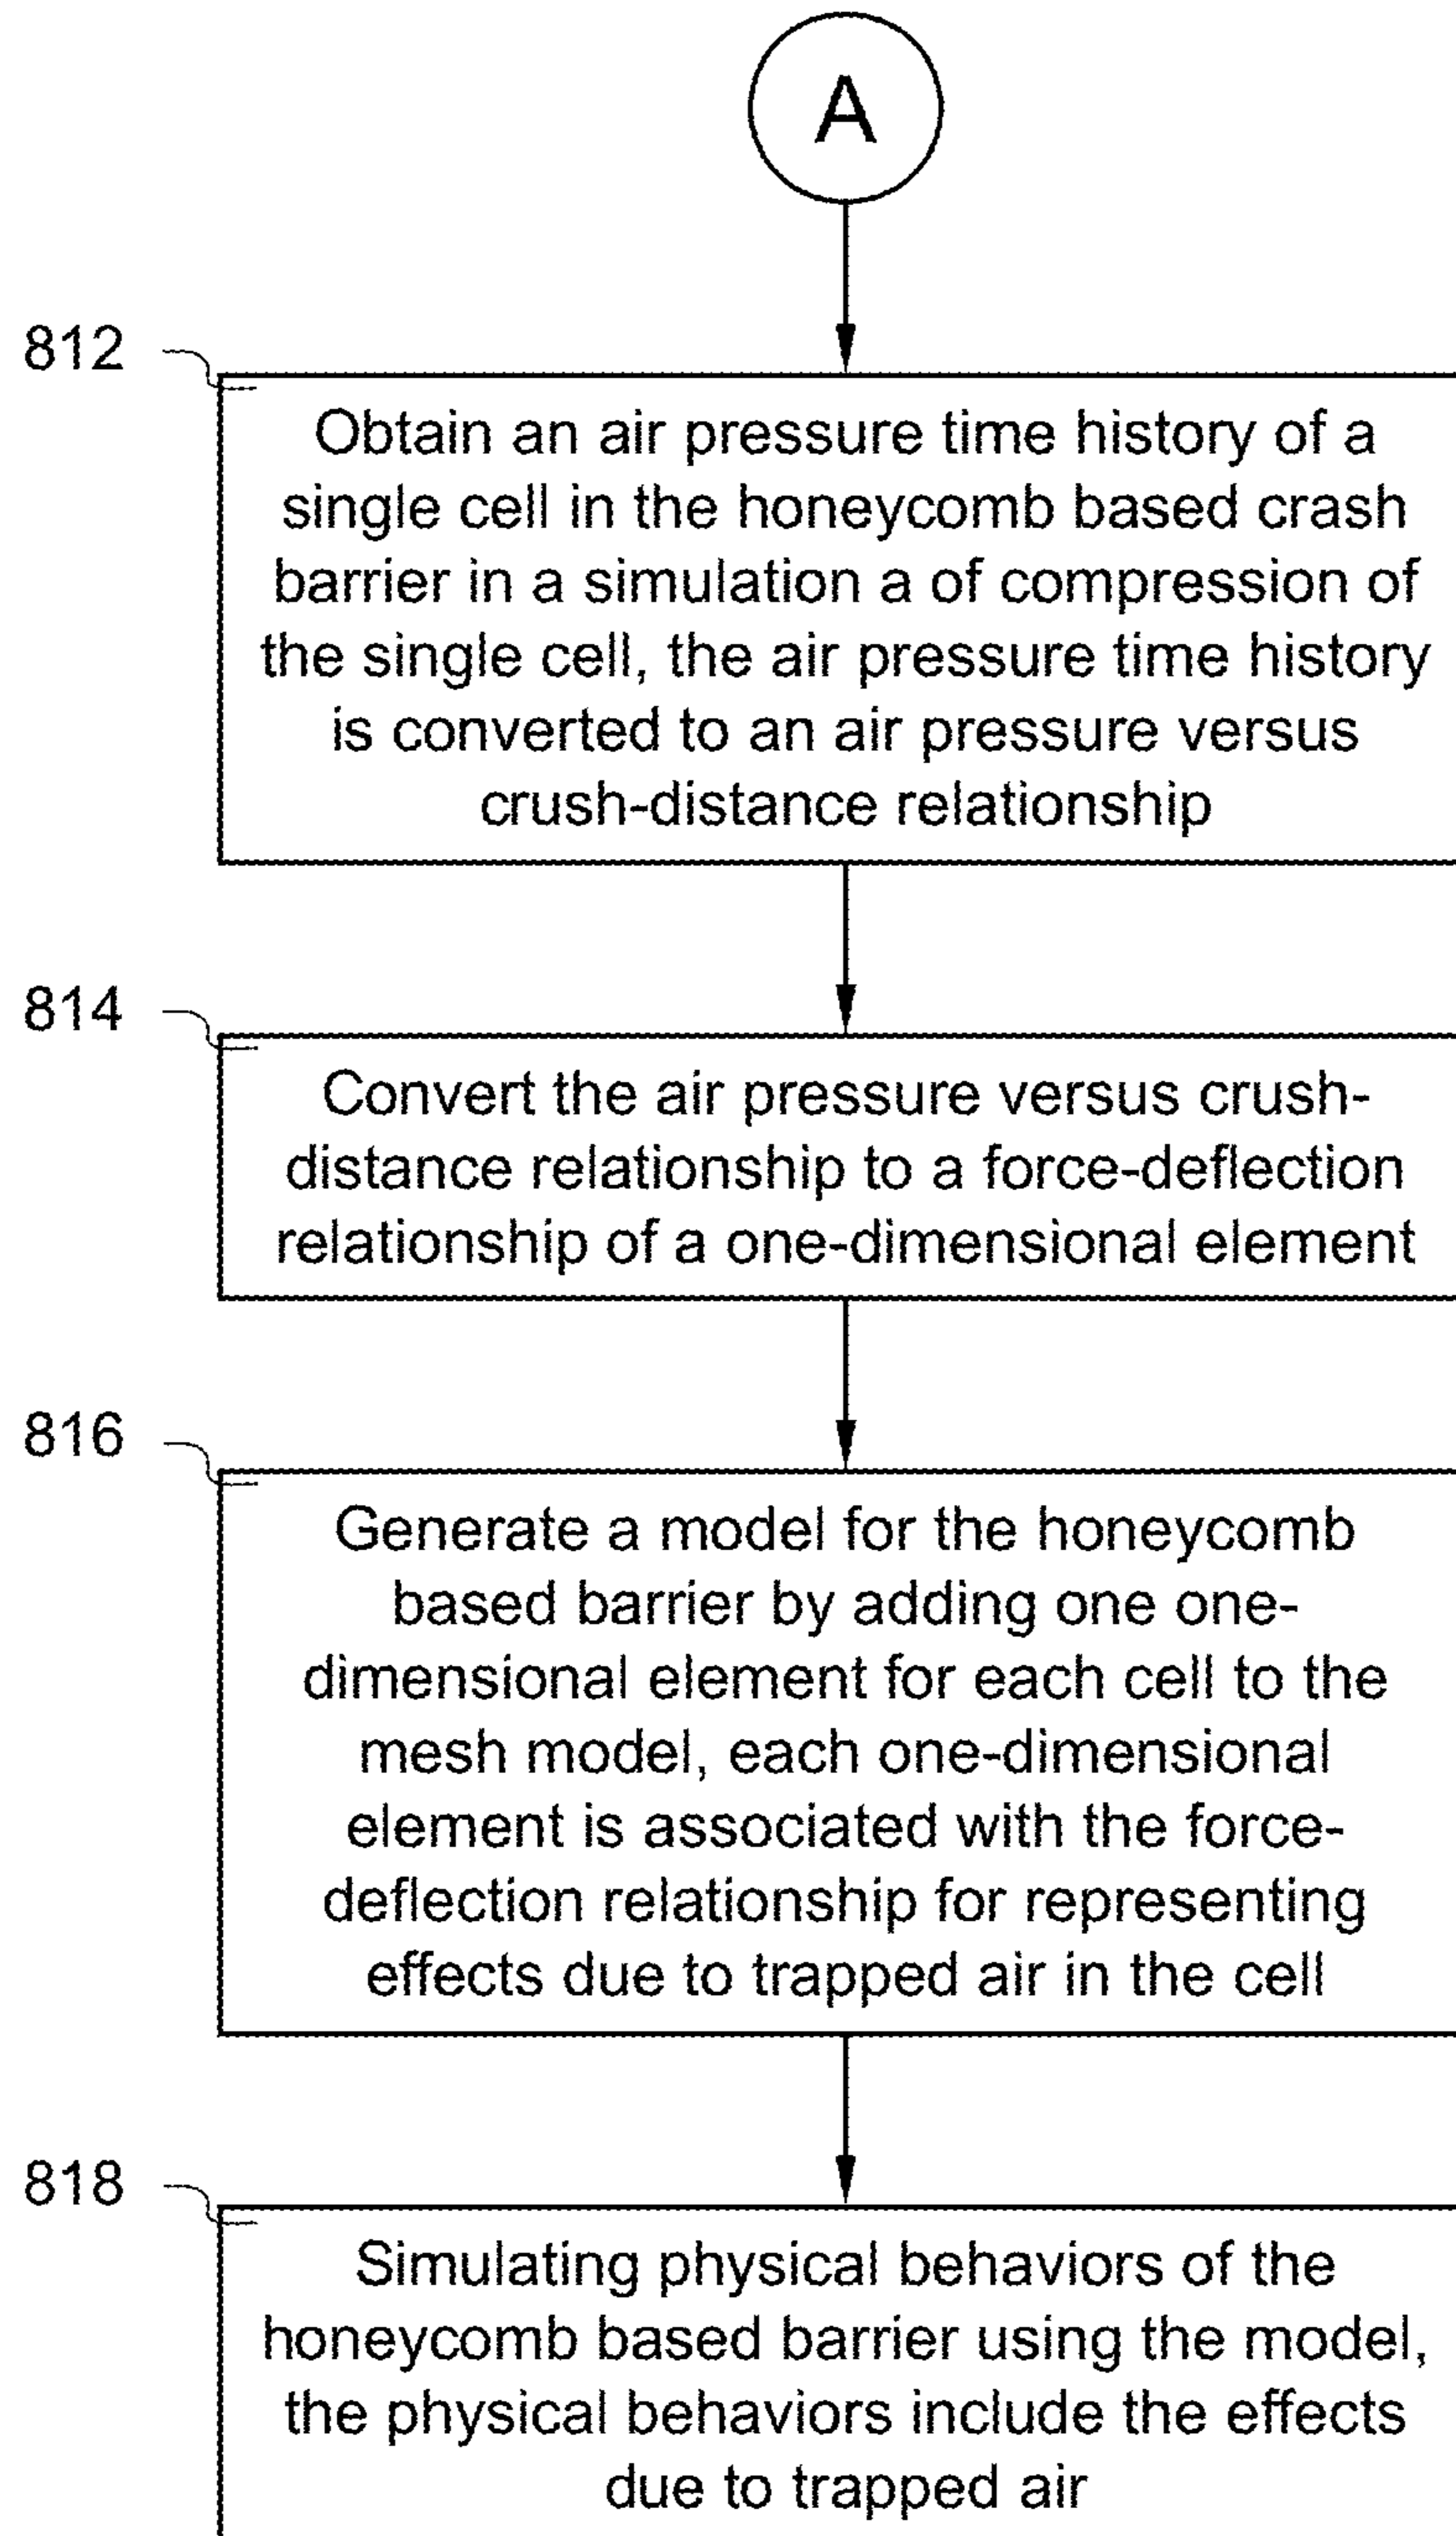 A
812
Obtain an air pressure time history of a
single cell in the honeycomb based crash
barrier in a simulation a of compression of
the single cell, the air pressure time history
is converted to an air pressure versus
crush-distance relationship
814
Convert the air pressure versus crush-
distance relationship to a force-deflection
relationship of a one-dimensional element
816
Generate a model for the honeycomb
based barrier by adding one one-
dimensional element for each cell to the
mesh model, each one-dimensional
element is associated with the force-
deflection relationship for representing
effects due to trapped air in the cell
818
Simulating physical behaviors of the
honeycomb based barrier using the model,
the physical behaviors include the effects
due to trapped air